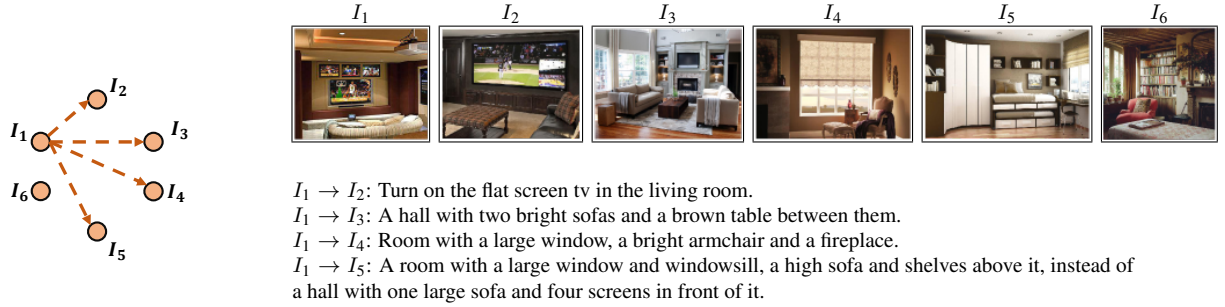 I₁ I₂ I₃ I₄ I₅ I₆
I₂
I₁
I₃
I₆
I₄
I₅
I₁ → I₂: Turn on the flat screen tv in the living room.
I₁ → I₃: A hall with two bright sofas and a brown table between them.
I₁ → I₄: Room with a large window, a bright armchair and a fireplace.
I₁ → I₅: A room with a large window and windowsill, a high sofa and shelves above it, instead of
a hall with one large sofa and four screens in front of it.